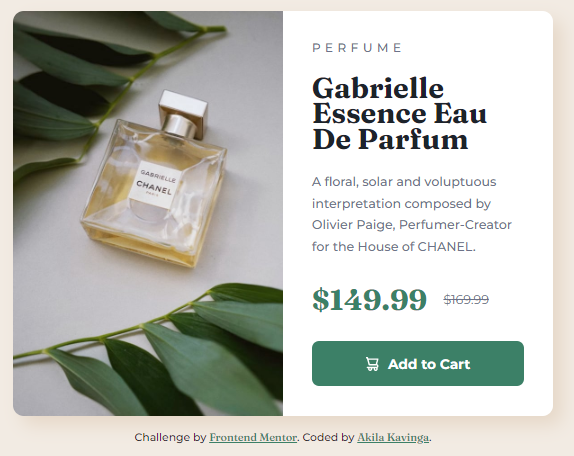 GABRIELLE
CHANEL
PARIS
PERFUME
Gabrielle
Essence Eau
De Parfum
A floral, solar and voluptuous
interpretation composed by
Olivier Paige, Perfumer-Creator
for the House of CHANEL.
$149.99 $169.99
Add to Cart
Challenge by Frontend Mentor. Coded by Akila Kavinga.